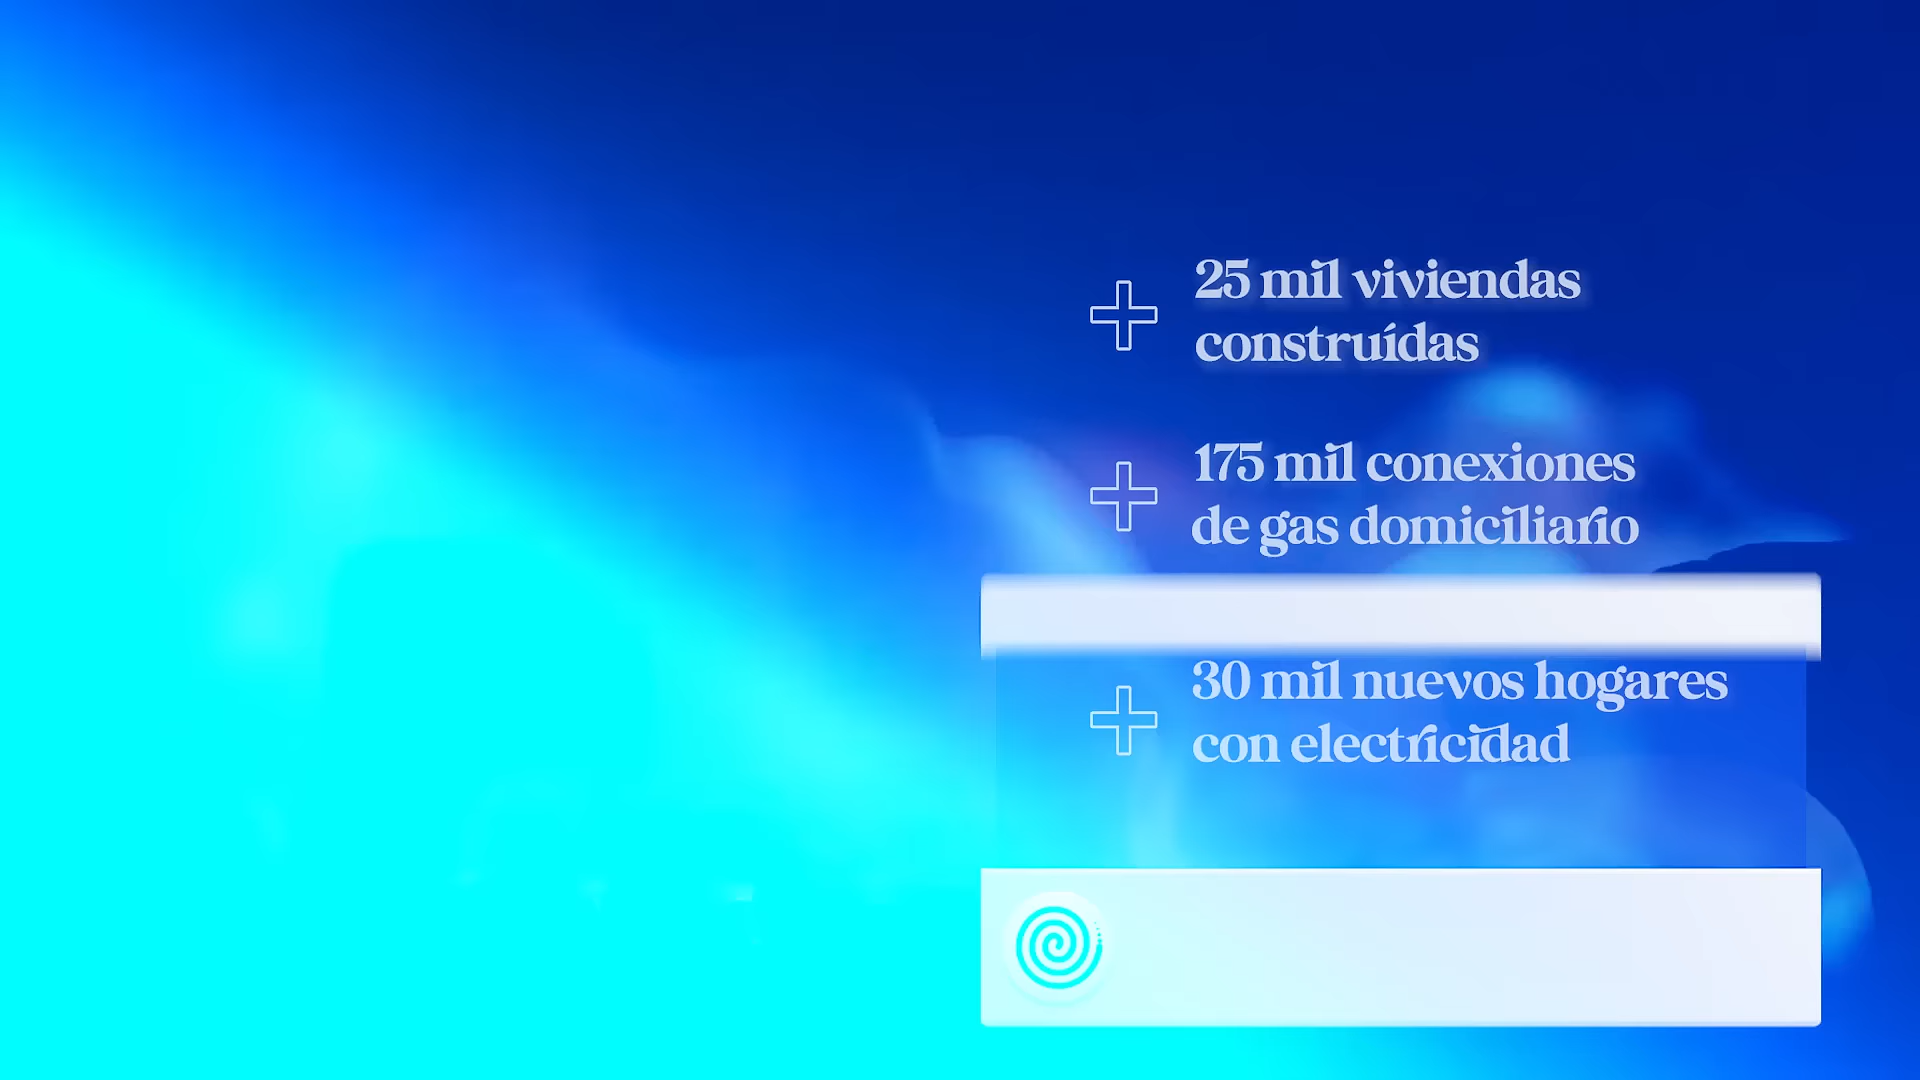 25 mil viviendas
construídas
175 mil conexiones
de gas domiciliario
30 mil nuevos hogares
con electricidad